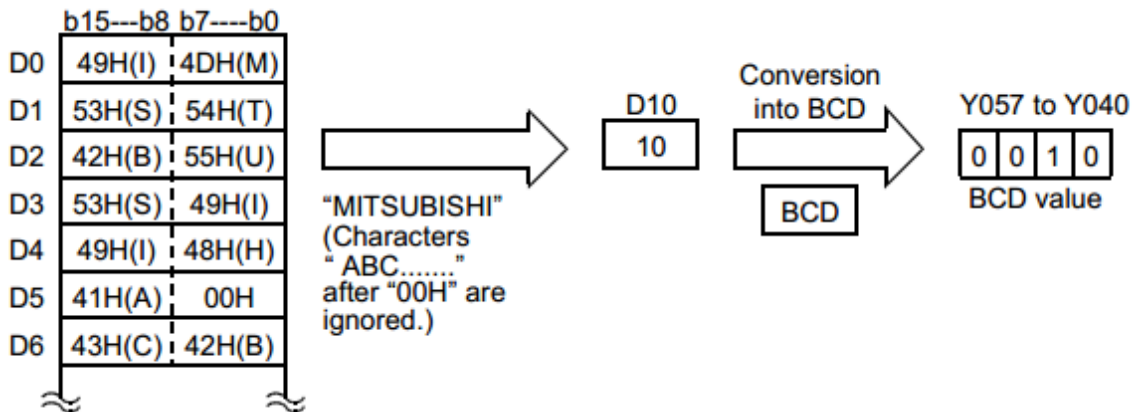 b15---b8 b7----b0
D0 49H(I) 4DH(M)
D1 53H(S) 54H(T)
D2 42H(B) 55H(U)
D3 53H(S) 49H(I)
D4 49H(I) 48H(H)
D5 41H(A) 00H
D6 43H(C) 42H(B)
“MITSUBISHI”
(Characters
“ ABC.......”
after “00H” are
ignored.)
D10
10
Conversion
into BCD
BCD
Y057 to Y040
0 0 1 0
BCD value